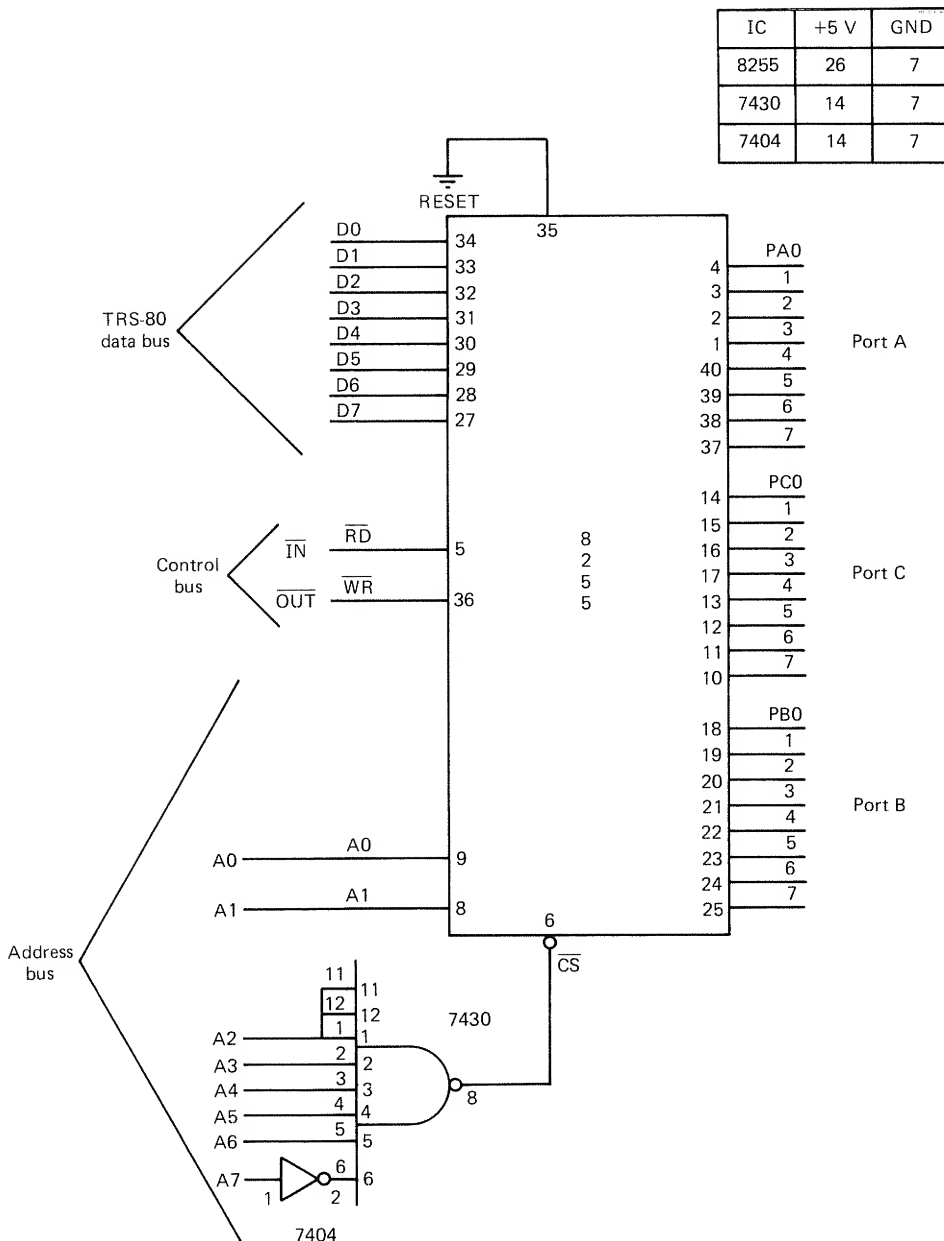 IC +5 V GND
8255 26 7
7430 14 7
7404 14 7
RESET
35
TRS-80
data bus
D0 34
D1 33
D2 32
D3 31
D4 30
D5 29
D6 28
D7 27
4 PA0
3 1
2 2
1 3
40 4
39 5
38 6
37 7
Port A
Control
bus
IN RD 5
OUT WR 36
8
2
5
5
14 PC0
15 1
16 2
17 3
13 4
12 5
11 6
10 7
Port C
18 PB0
19 1
20 2
21 3
22 4
23 5
24 6
25 7
Port B
Address
bus
A0 A0 9
A1 A1 8
6
CS
11 11
12 12
7430
A2 1 1
A3 2 2
A4 3 3
A5 4 4
A6 5 5
8
A7 1 2 6 6
7404